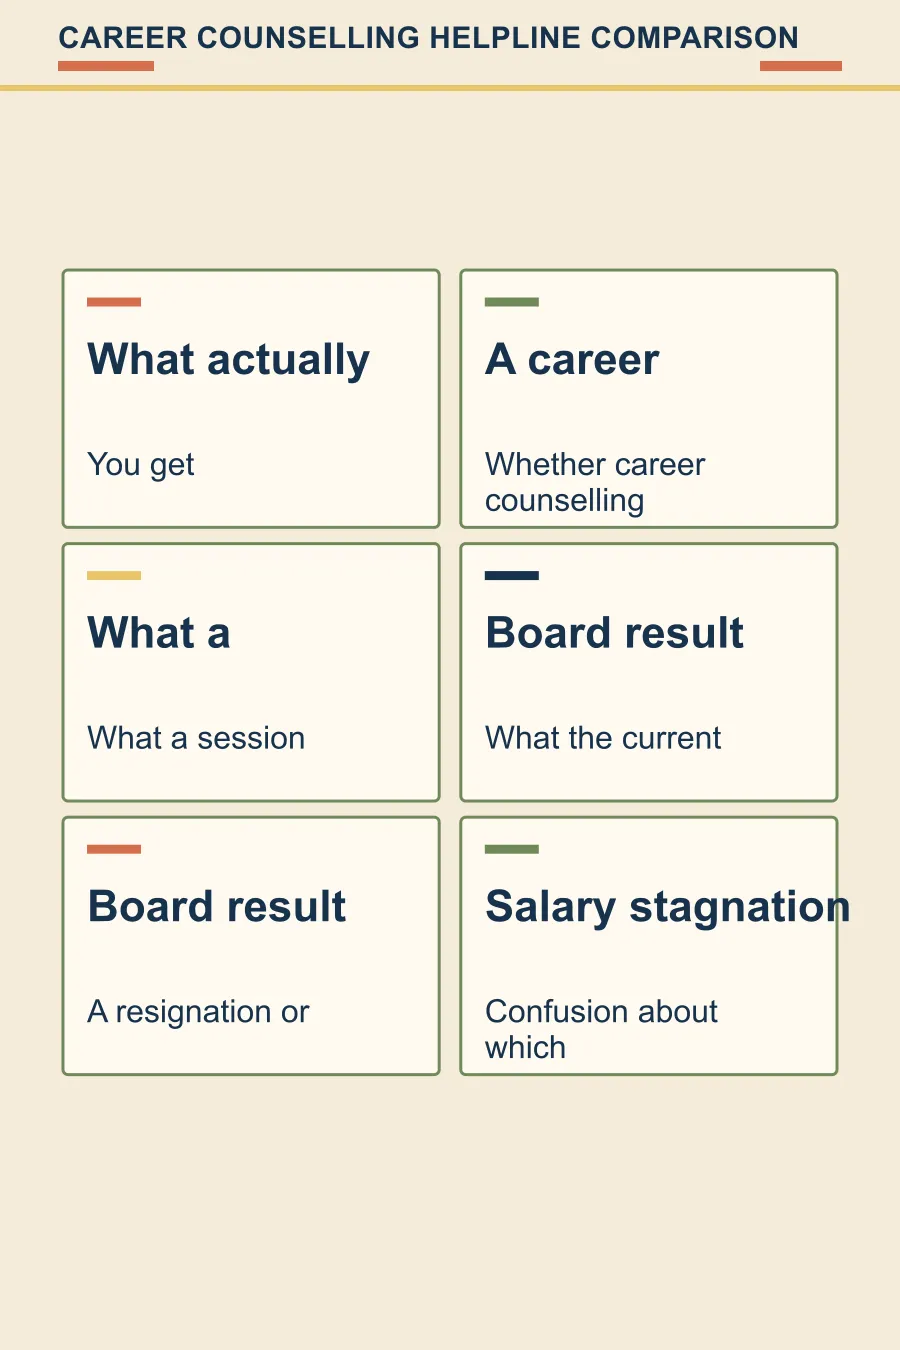 CAREER COUNSELLING HELPLINE COMPARISON
What actually
You get
A career
Whether career
counselling
What a
What a session
Board result
What the current
Board result
A resignation or
Salary stagnation
Confusion about
which